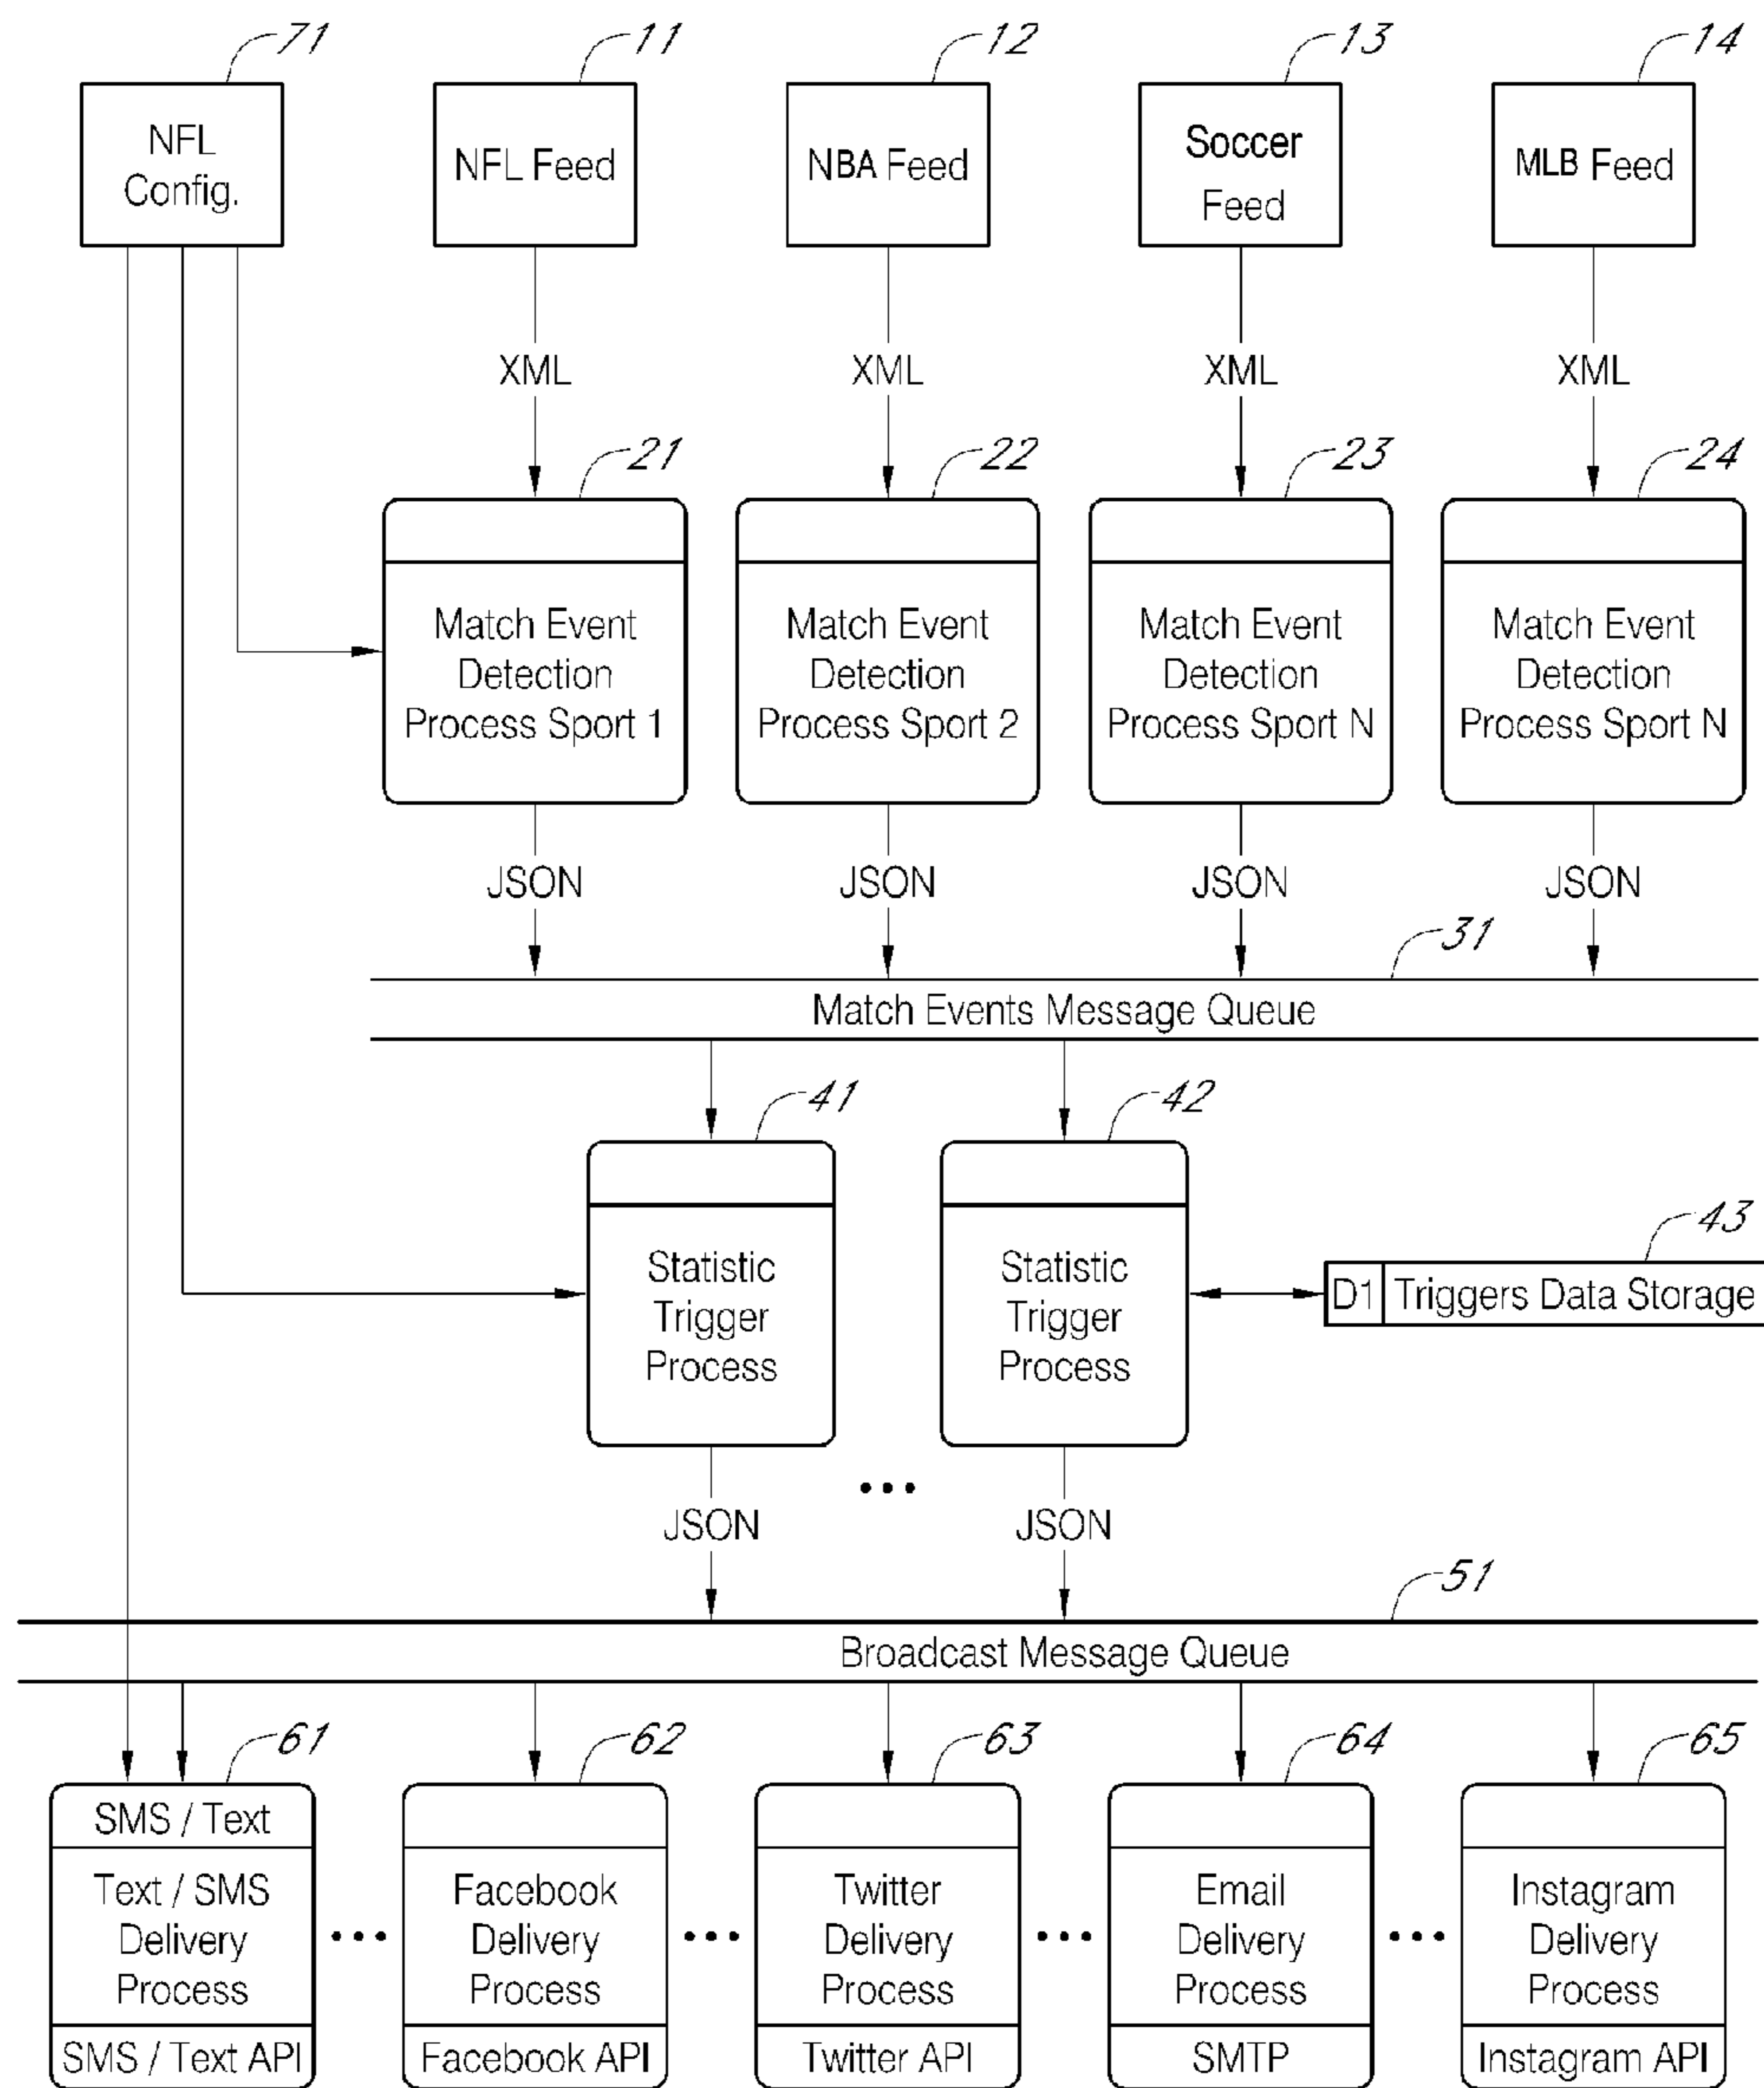 71
11
12
13
14
NFL
Config.
NFL Feed
NBA Feed
Soccer
Feed
MLB Feed
XML
XML
XML
XML
21
22
23
24
Match Event
Detection
Process Sport 1
Match Event
Detection
Process Sport 2
Match Event
Detection
Process Sport N
Match Event
Detection
Process Sport N
JSON
JSON
JSON
JSON
31
Match Events Message Queue
41
42
43
Statistic
Trigger
Process
Statistic
Trigger
Process
D1 Triggers Data Storage
•••
JSON
JSON
51
Broadcast Message Queue
61
62
63
64
65
SMS / Text
Text / SMS
Delivery
Process
SMS / Text API
•••
Facebook
Delivery
Process
Facebook API
•••
Twitter
Delivery
Process
Twitter API
•••
Email
Delivery
Process
SMTP
•••
Instagram
Delivery
Process
Instagram API